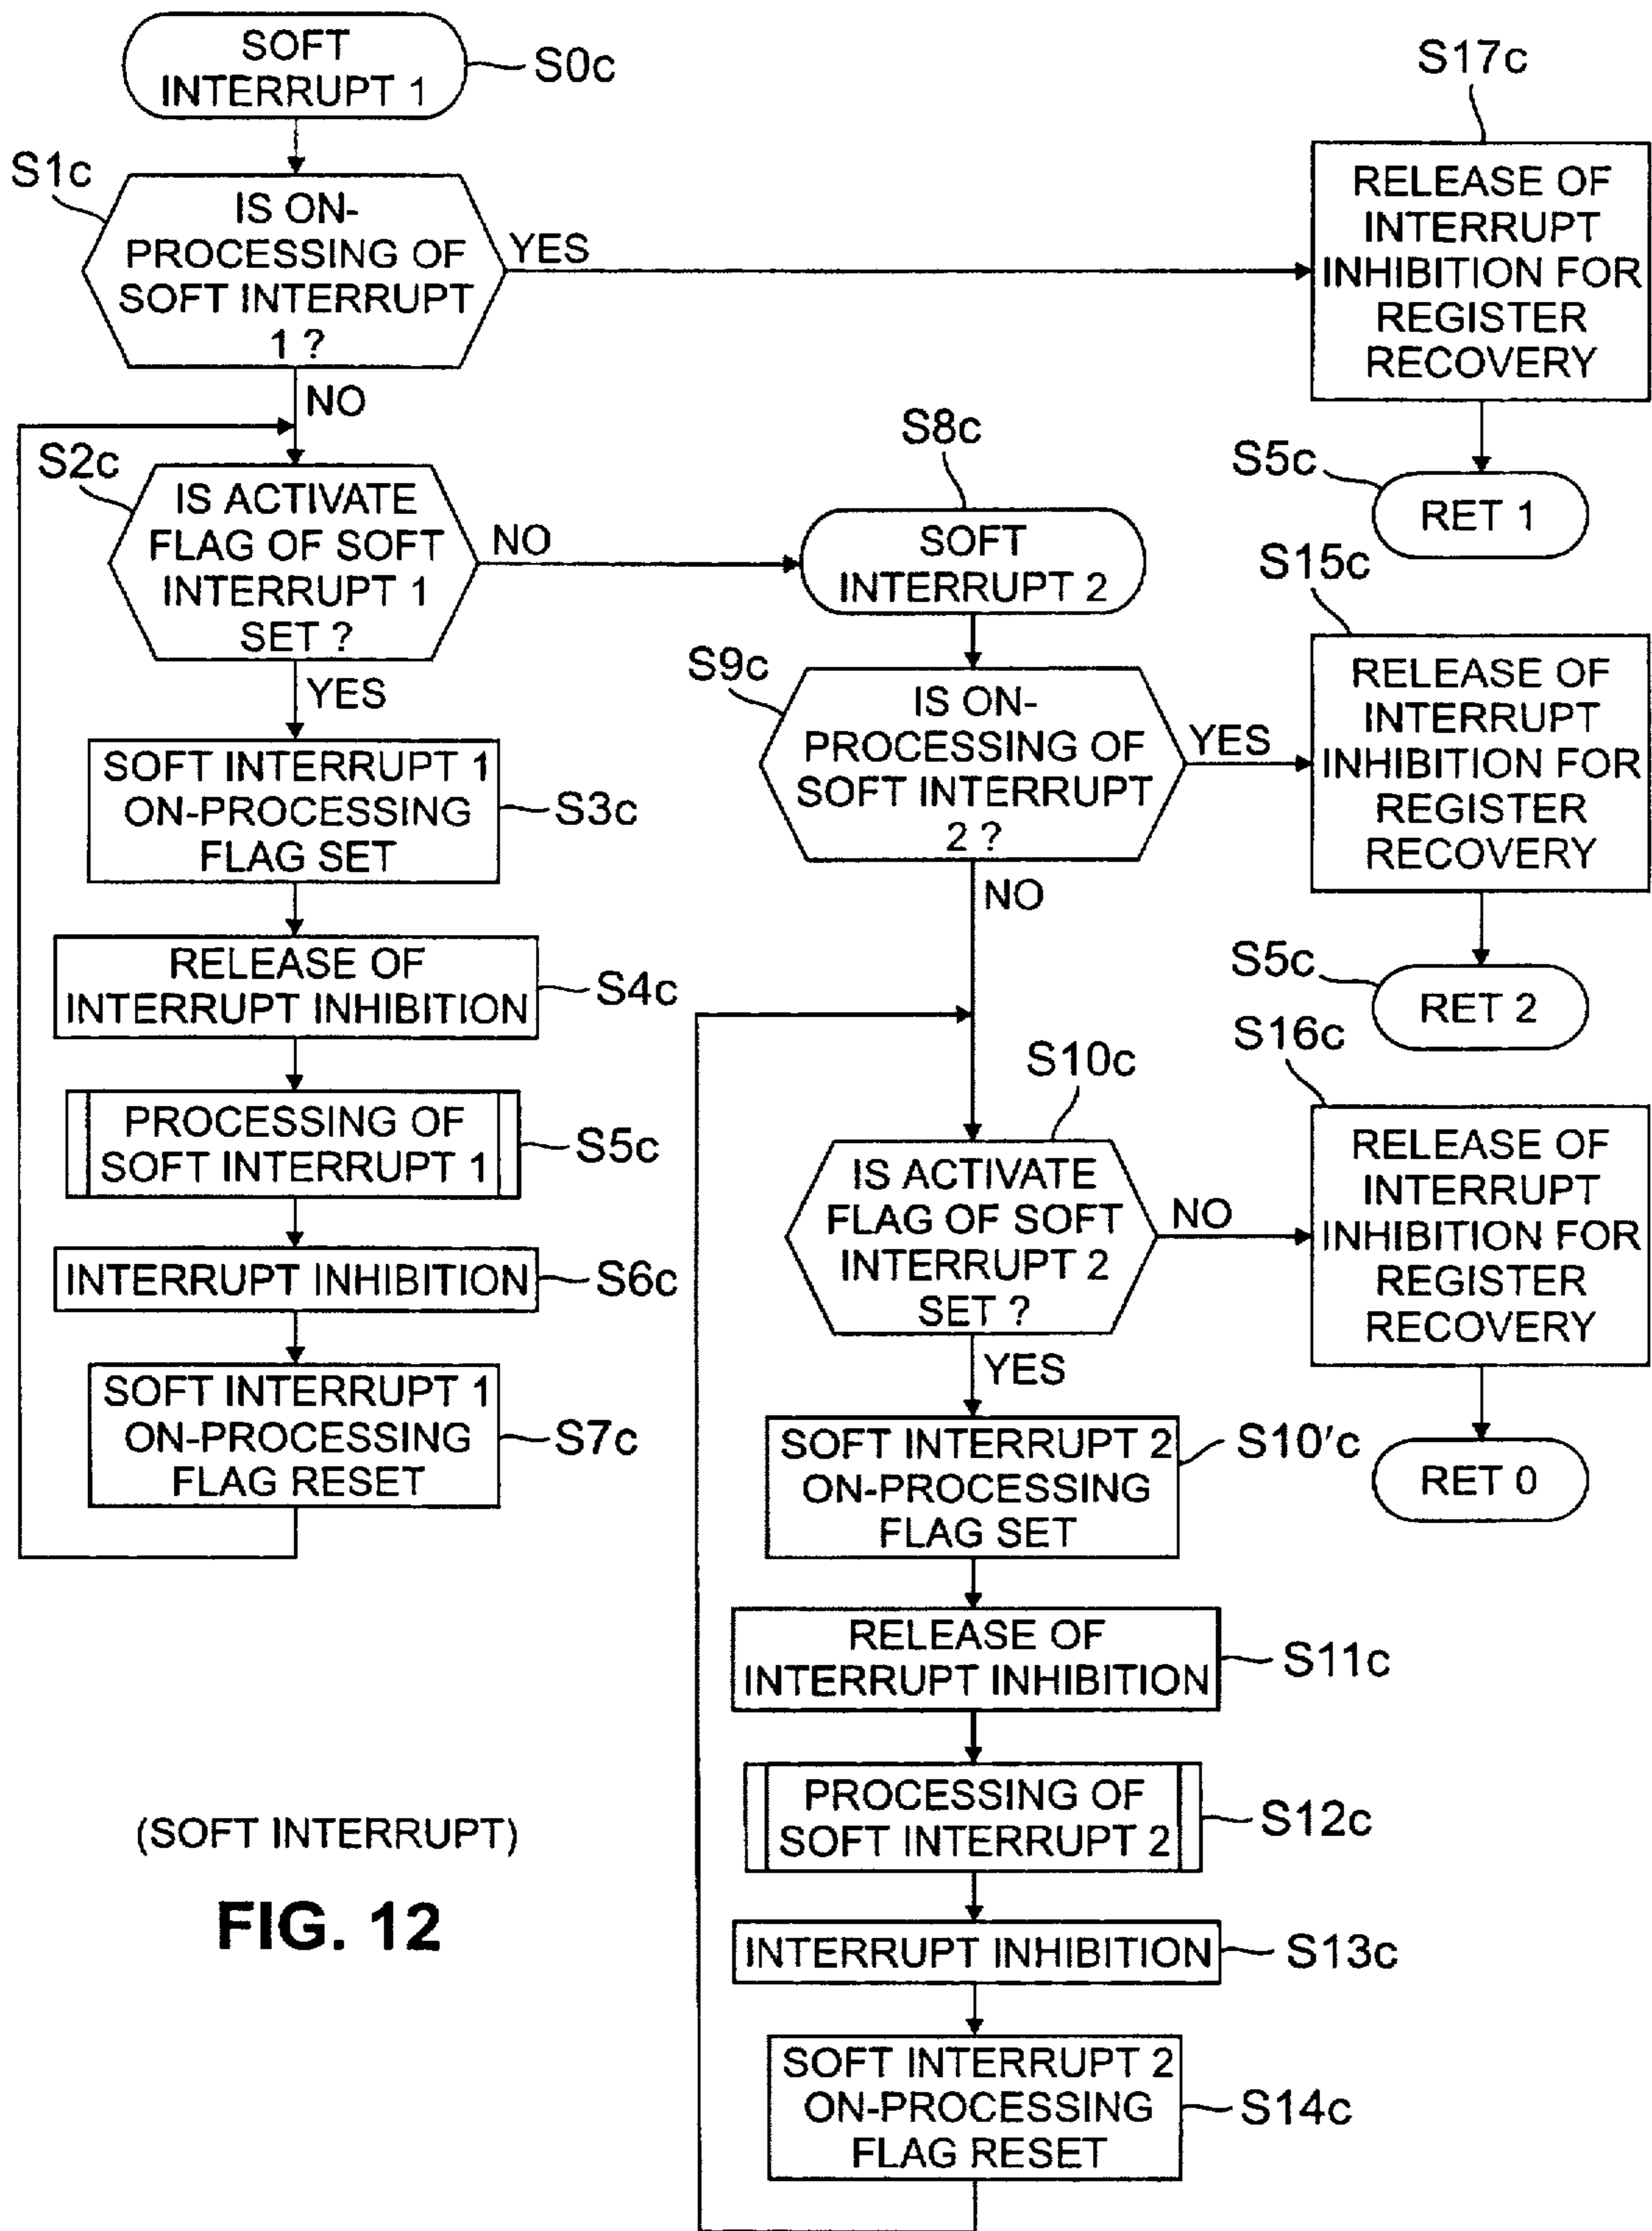 SOFT
INTERRUPT 1
S0c
S1c
IS ON-
PROCESSING OF
SOFT INTERRUPT
1 ?
YES
NO
S17c
RELEASE OF
INTERRUPT
INHIBITION FOR
REGISTER
RECOVERY
S5c
RET 1
S2c
IS ACTIVATE
FLAG OF SOFT
INTERRUPT 1
SET ?
NO
YES
S8c
SOFT
INTERRUPT 2
S9c
IS ON-
PROCESSING OF
SOFT INTERRUPT
2 ?
YES
NO
S15c
RELEASE OF
INTERRUPT
INHIBITION FOR
REGISTER
RECOVERY
S5c
RET 2
SOFT INTERRUPT 1
ON-PROCESSING
FLAG SET
S3c
RELEASE OF
INTERRUPT INHIBITION
S4c
PROCESSING OF
SOFT INTERRUPT 1
S5c
INTERRUPT INHIBITION
S6c
SOFT INTERRUPT 1
ON-PROCESSING
FLAG RESET
S7c
S10c
IS ACTIVATE
FLAG OF SOFT
INTERRUPT 2
SET ?
NO
YES
S16c
RELEASE OF
INTERRUPT
INHIBITION FOR
REGISTER
RECOVERY
RET 0
SOFT INTERRUPT 2
ON-PROCESSING
FLAG SET
S10'c
RELEASE OF
INTERRUPT INHIBITION
S11c
PROCESSING OF
SOFT INTERRUPT 2
S12c
INTERRUPT INHIBITION
S13c
SOFT INTERRUPT 2
ON-PROCESSING
FLAG RESET
S14c
(SOFT INTERRUPT)
FIG. 12